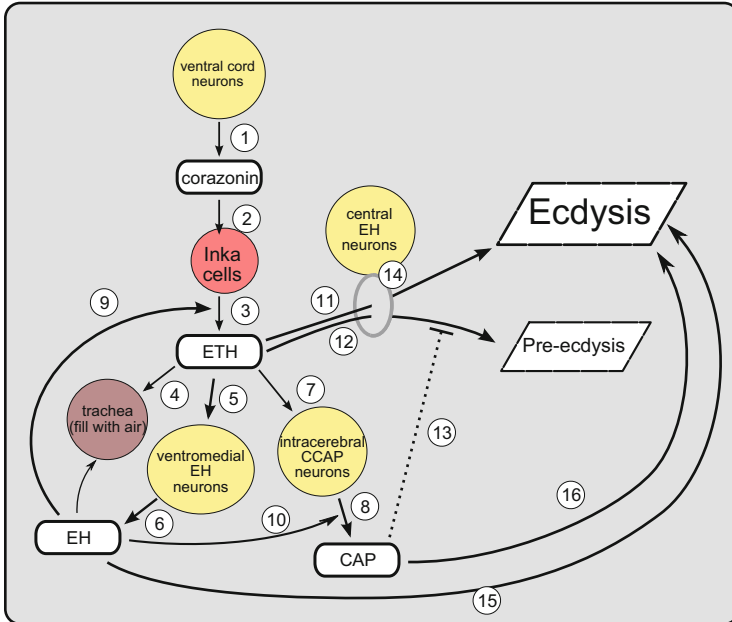 ventral cord
neurons
1
corazonin
2
Inka
cells
central
EH
neurons
14
Ecdysis
9
3
11
12
ETH
Pre-ecdysis
4
5
7
trachea
(fill with air)
ventromedial
EH
neurons
intracerebral
CCAP
neurons
13
6
10
8
16
EH
CAP
15